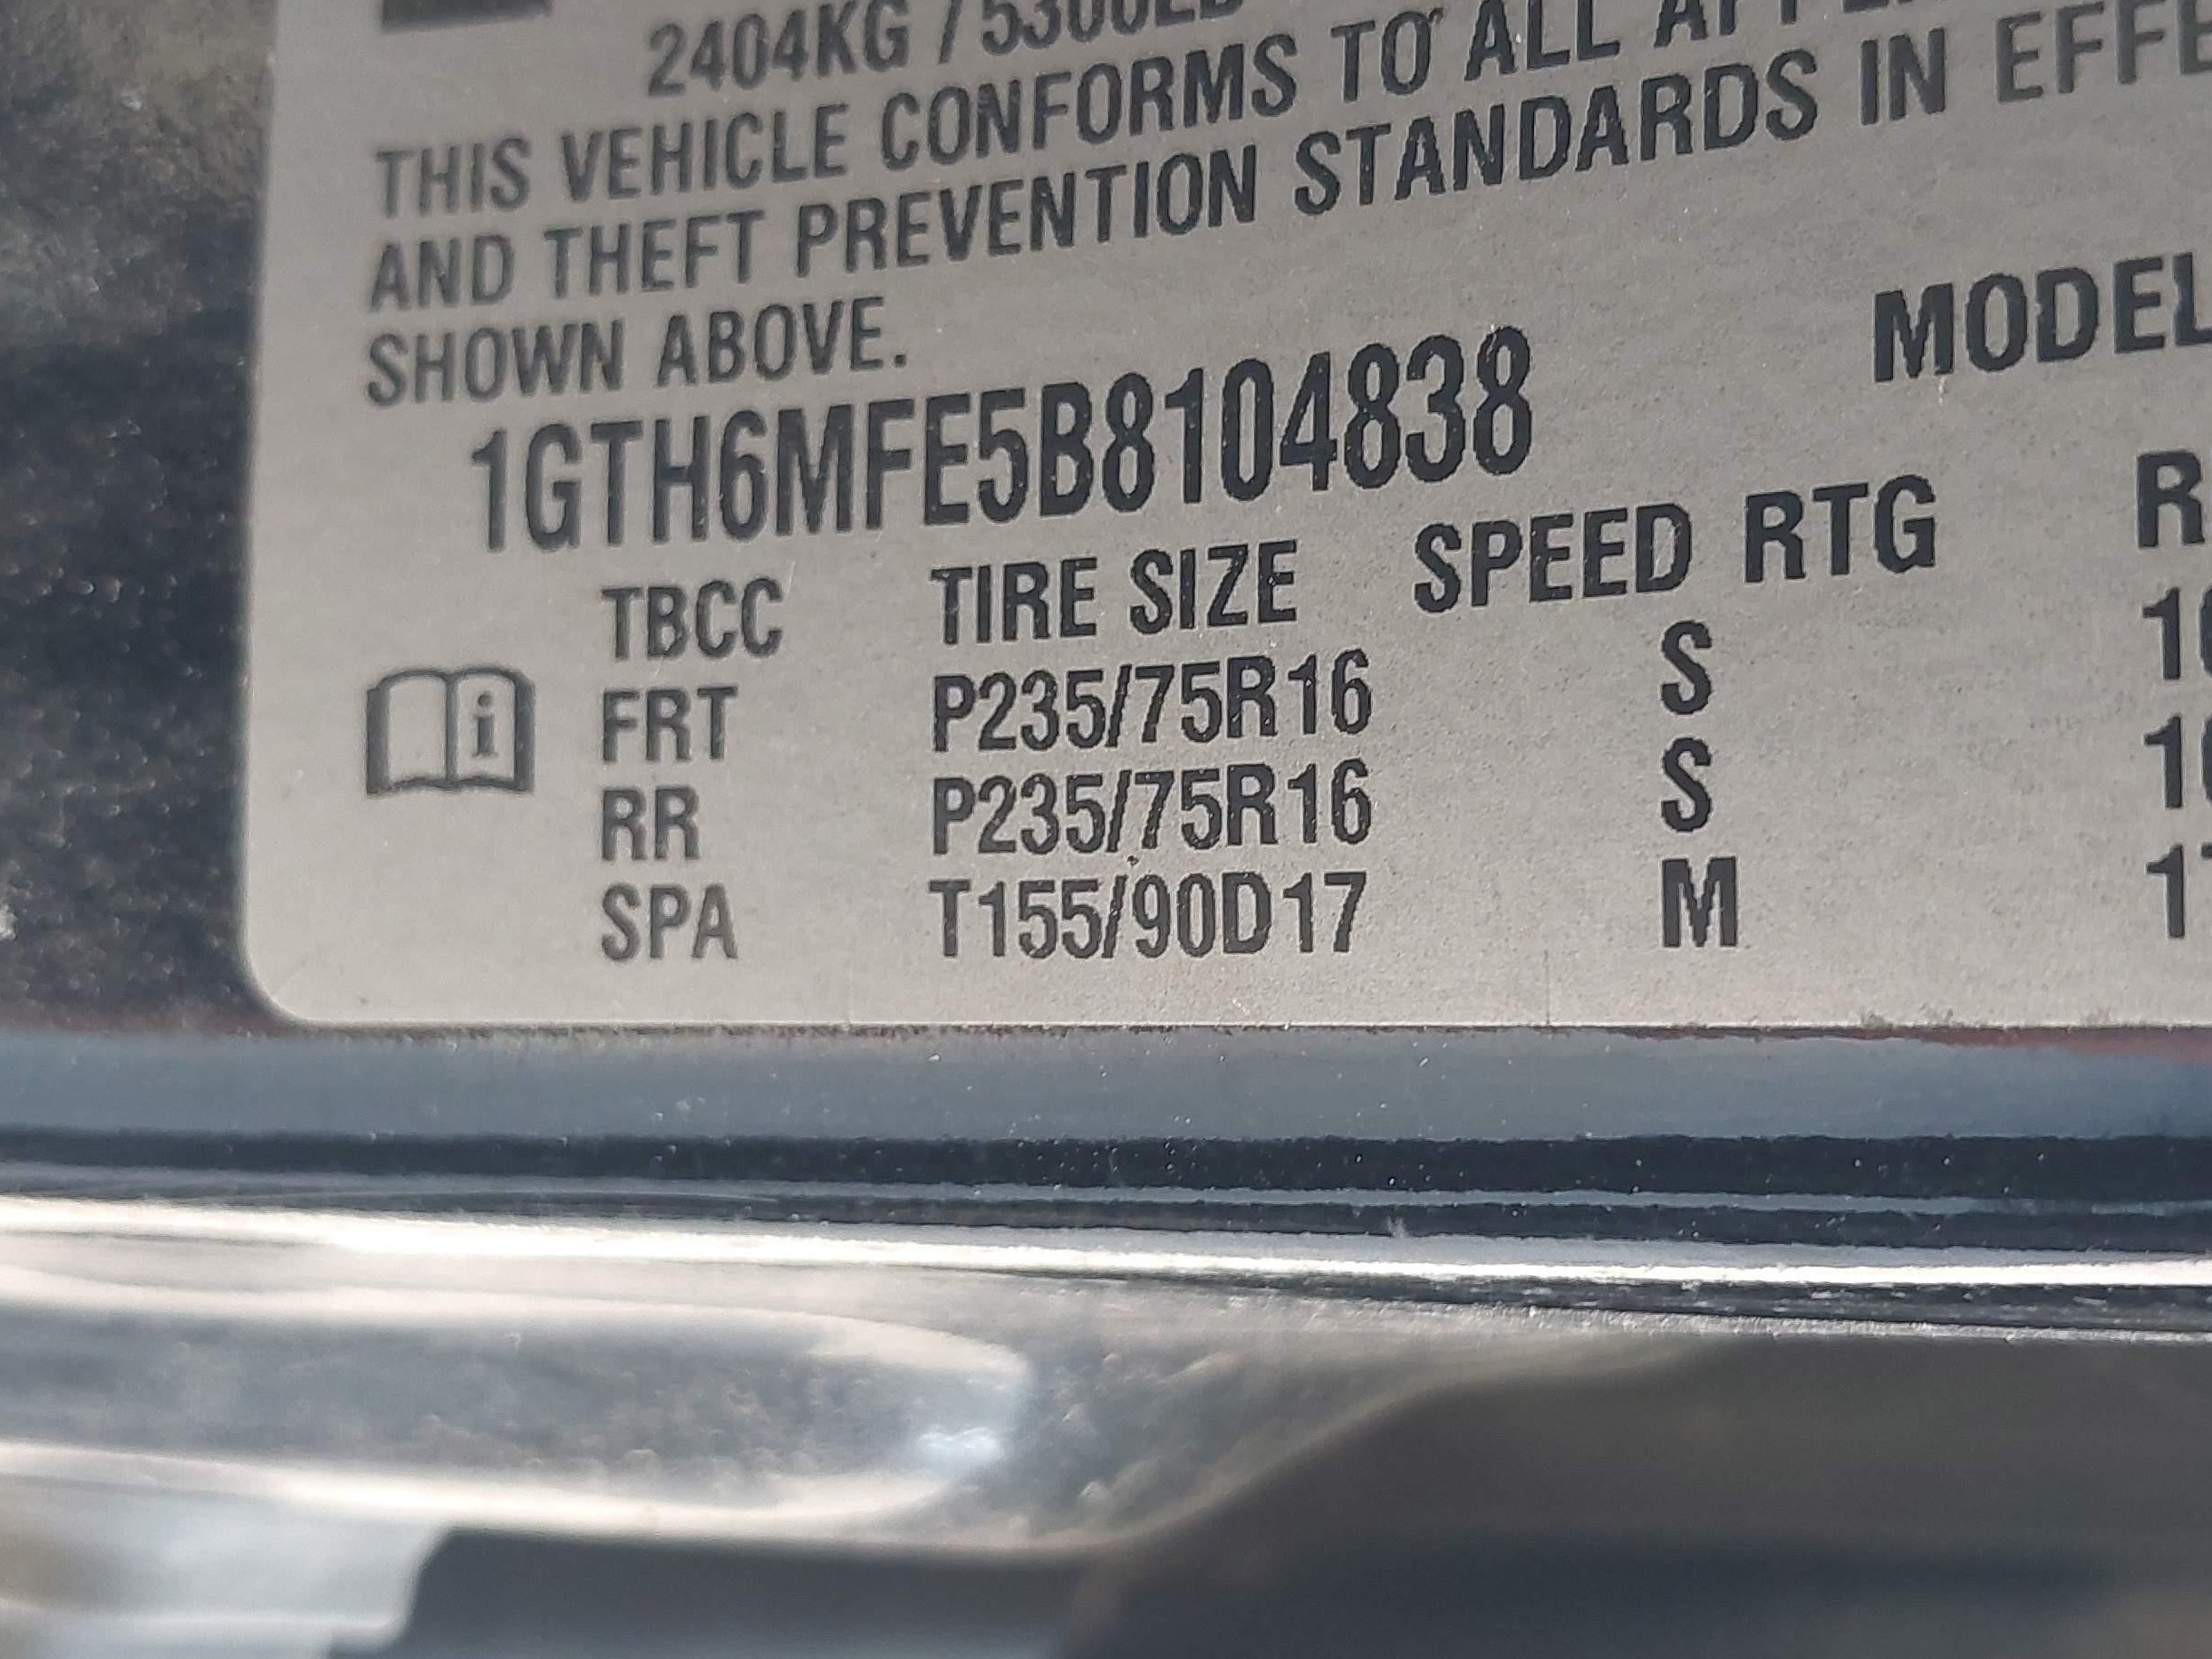 2404KG / 5300LB
THIS VEHICLE CONFORMS TO ALL
AND THEFT PREVENTION STANDARDS IN
SHOWN ABOVE.
1GTH6MFE5B8104838 MODEL
TBCC TIRE SIZE SPEED RTG
FRT P235/75R16 S
RR P235/75R16 S
SPA T155/90D17 M